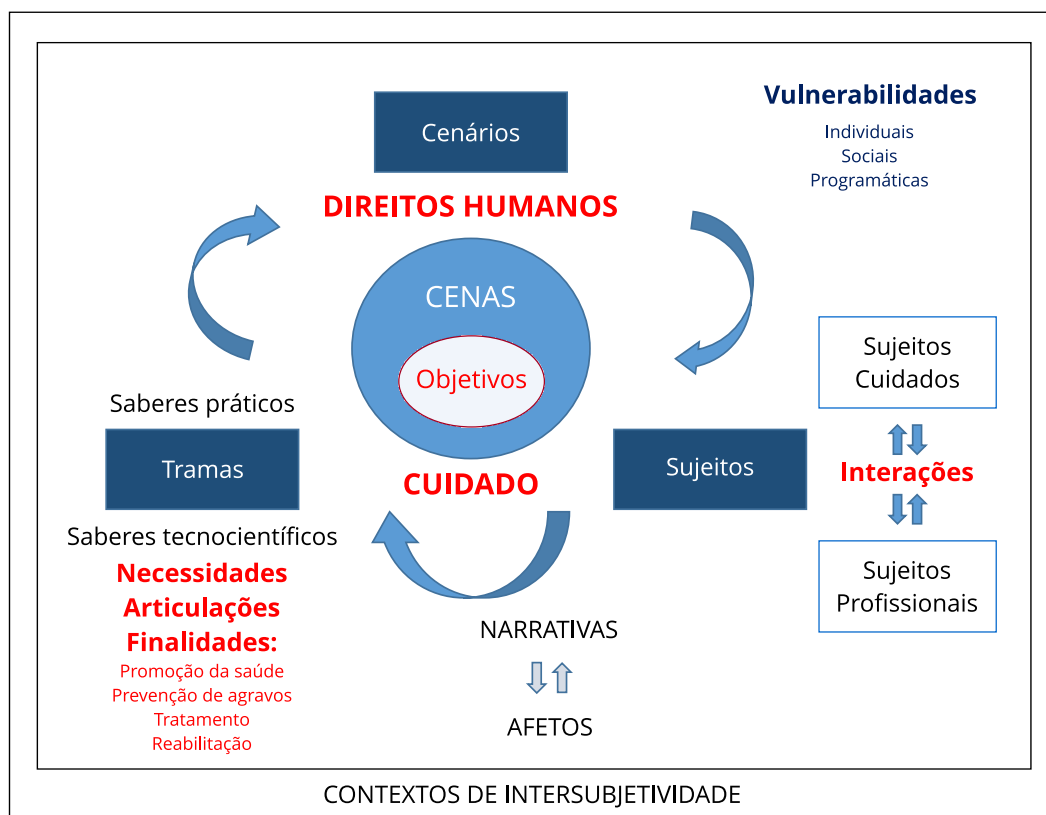 Vulnerabilidades
Individuais
Sociais
Programáticas
Cenários
DIREITOS HUMANOS
CENAS
Objetivos
CUIDADO
Saberes práticos
Tramas
Saberes tecnocientíficos
Necessidades
Articulações
Finalidades:
Promoção da saúde
Prevenção de agravos
Tratamento
Reabilitação
Sujeitos
Sujeitos
Cuidados
Interações
Sujeitos
Profissionais
NARRATIVAS
AFETOS
CONTEXTOS DE INTERSUBJETIVIDADE